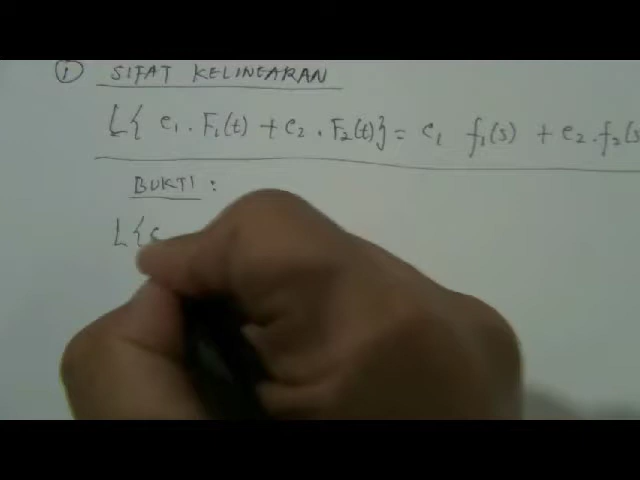 ① SIFAT KELINEARAN
L{ c₁ . F₁(t) + c₂ . F₂(t)} = c₁ f₁(s) + c₂ . f₂(s
BUKTI :
L{c